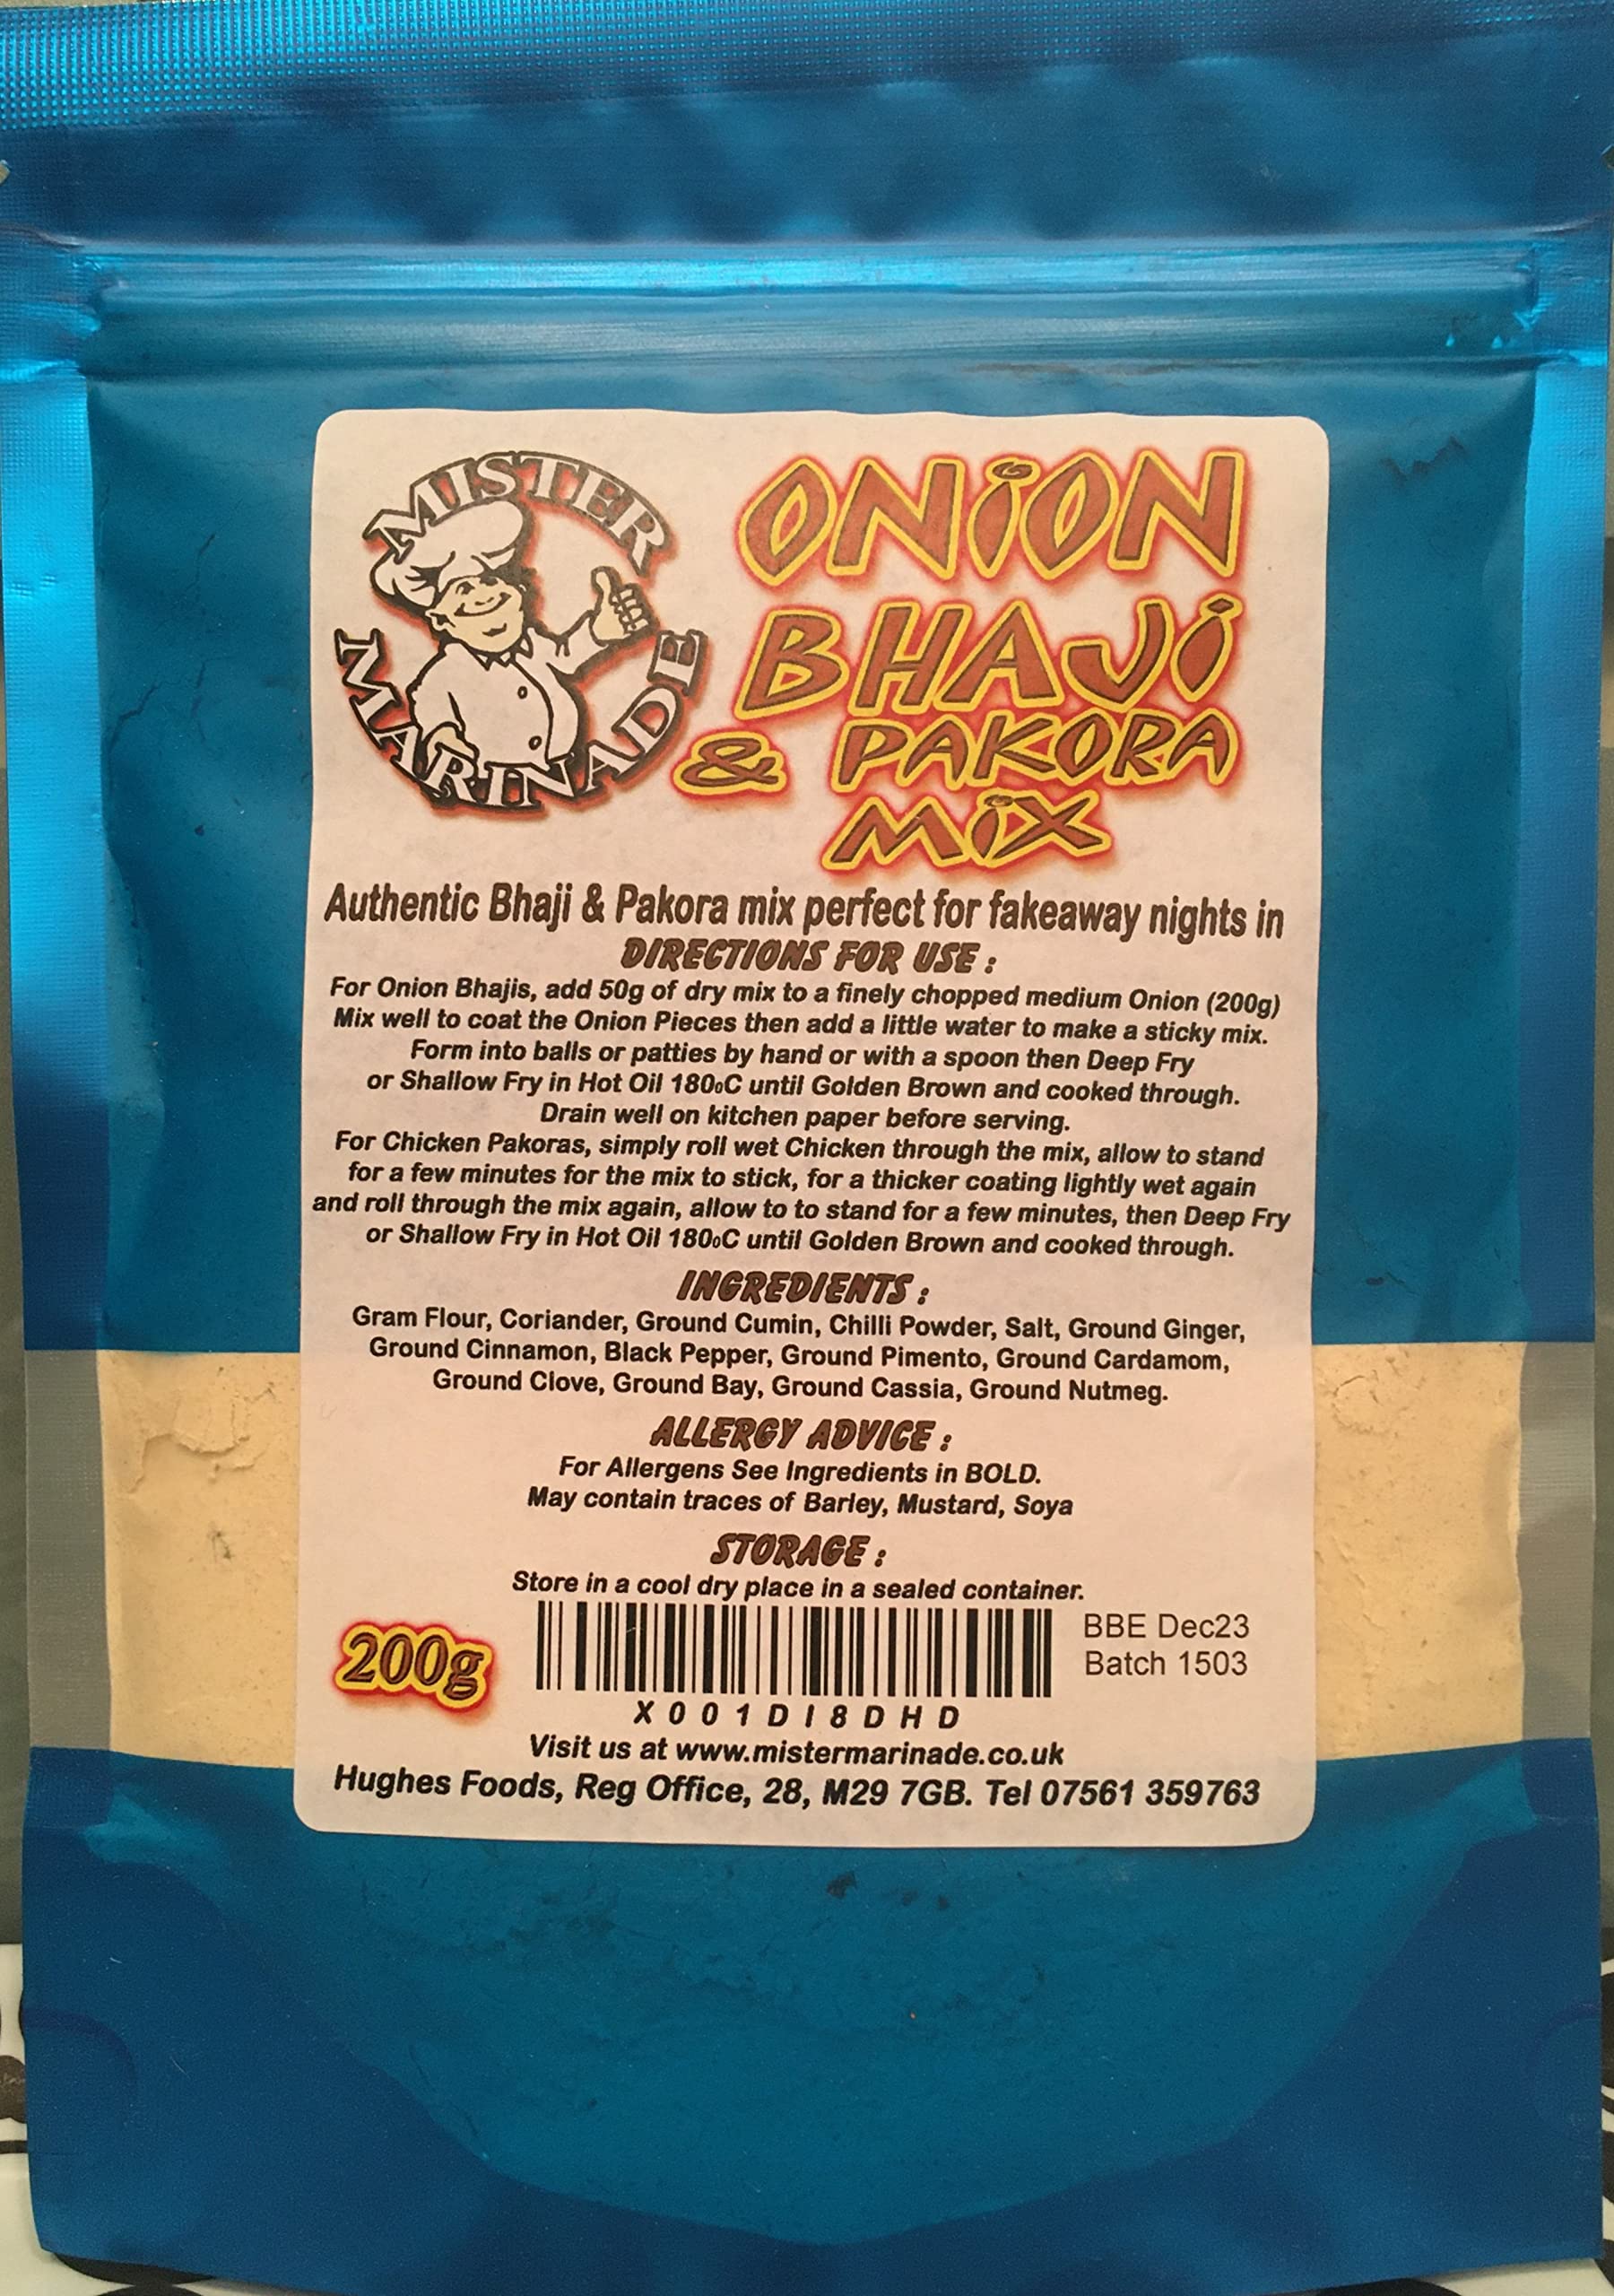 MISTER
MARINADE
ONION
BHAJI
& PAKORA
MIX
Authentic Bhaji & Pakora mix perfect for fakeaway nights in
DIRECTIONS FOR USE :
For Onion Bhajis, add 50g of dry mix to a finely chopped medium Onion (200g)
Mix well to coat the Onion Pieces then add a little water to make a sticky mix.
Form into balls or patties by hand or with a spoon then Deep Fry
or Shallow Fry in Hot Oil 180oC until Golden Brown and cooked through.
Drain well on kitchen paper before serving.
For Chicken Pakoras, simply roll wet Chicken through the mix, allow to stand
for a few minutes for the mix to stick, for a thicker coating lightly wet again
and roll through the mix again, allow to to stand for a few minutes, then Deep Fry
or Shallow Fry in Hot Oil 180oC until Golden Brown and cooked through.
INGREDIENTS :
Gram Flour, Coriander, Ground Cumin, Chilli Powder, Salt, Ground Ginger,
Ground Cinnamon, Black Pepper, Ground Pimento, Ground Cardamom,
Ground Clove, Ground Bay, Ground Cassia, Ground Nutmeg.
ALLERGY ADVICE :
For Allergens See Ingredients in BOLD.
May contain traces of Barley, Mustard, Soya
STORAGE :
Store in a cool dry place in a sealed container.
200g
BBE Dec23
Batch 1503
X001DI8DHD
Visit us at www.mistermarinade.co.uk
Hughes Foods, Reg Office, 28, M29 7GB. Tel 07561 359763